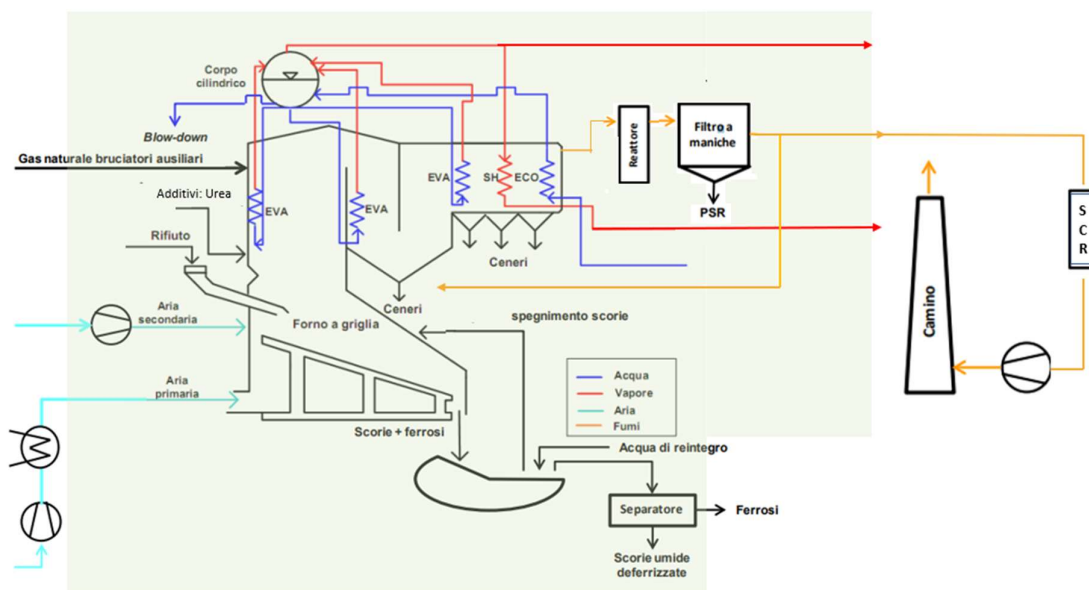 Corpo
cilindrico
Blow-down
Gas naturale bruciatori ausiliari
Additivi: Urea
Rifiuto
EVA
EVA
EVA
SH
ECO
Reattore
Filtro a
maniche
PSR
S
C
R
Ceneri
Ceneri
Aria
secondaria
Forno a griglia
spegnimento scorie
Camino
Aria
primaria
Acqua
Vapore
Aria
Fumi
Scorie + ferrosi
Acqua di reintegro
Separatore
Ferrosi
Scorie umide
deferrizzate